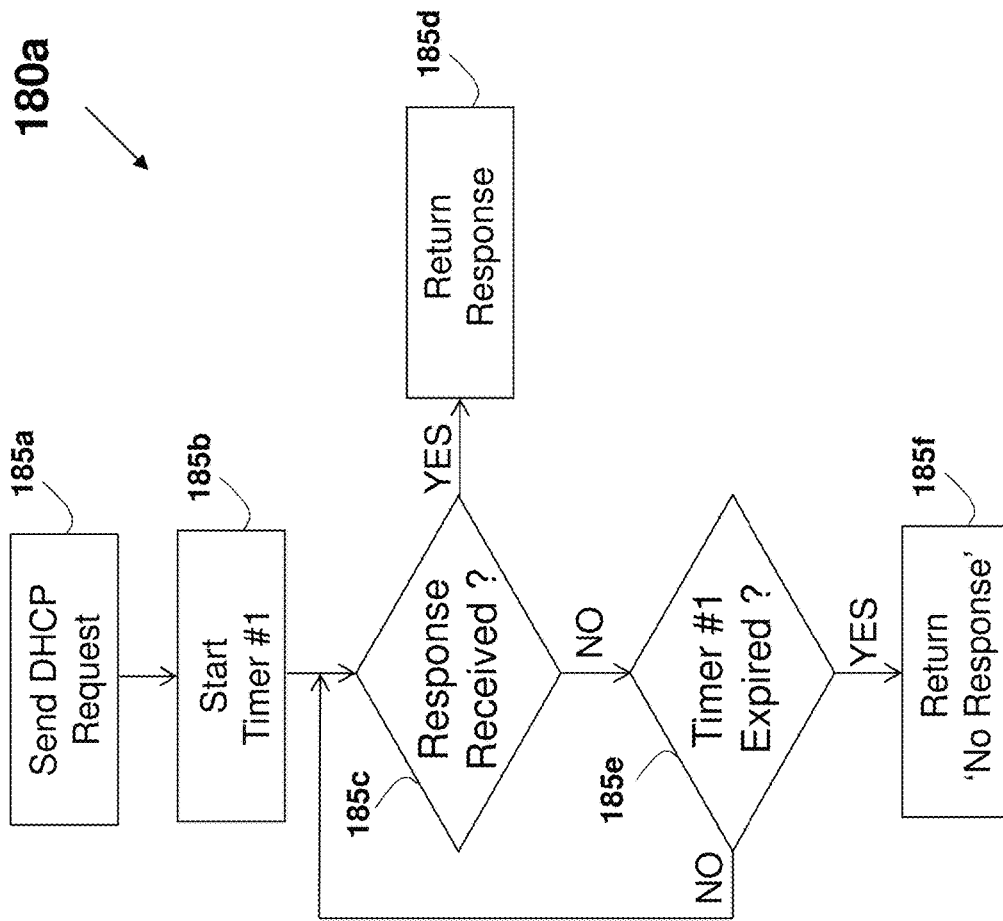 180a
185a
Send DHCP
Request
185b
Start
Timer #1
185c
Response
Received ?
YES
185d
Return
Response
NO
185e
Timer #1
Expired ?
NO
YES
185f
Return
‘No Response’